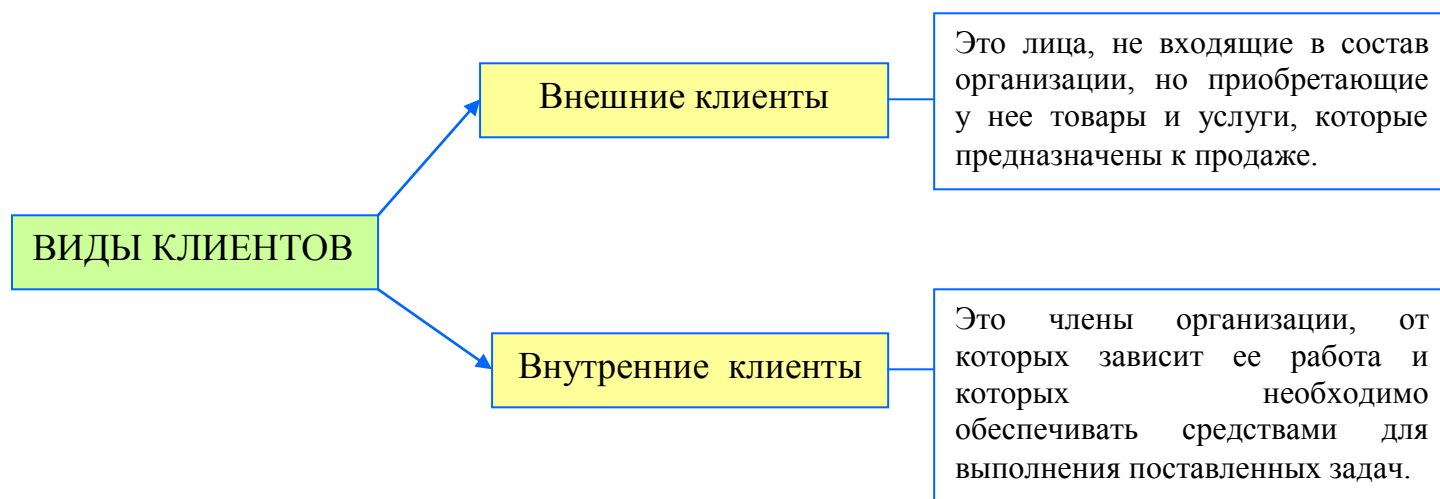 ВИДЫ КЛИЕНТОВ
Внешние клиенты
Это лица, не входящие в состав
организации, но приобретающие
у нее товары и услуги, которые
предназначены к продаже.
Внутренние клиенты
Это члены организации, от
которых зависит ее работа и
которых необходимо
обеспечивать средствами для
выполнения поставленных задач.